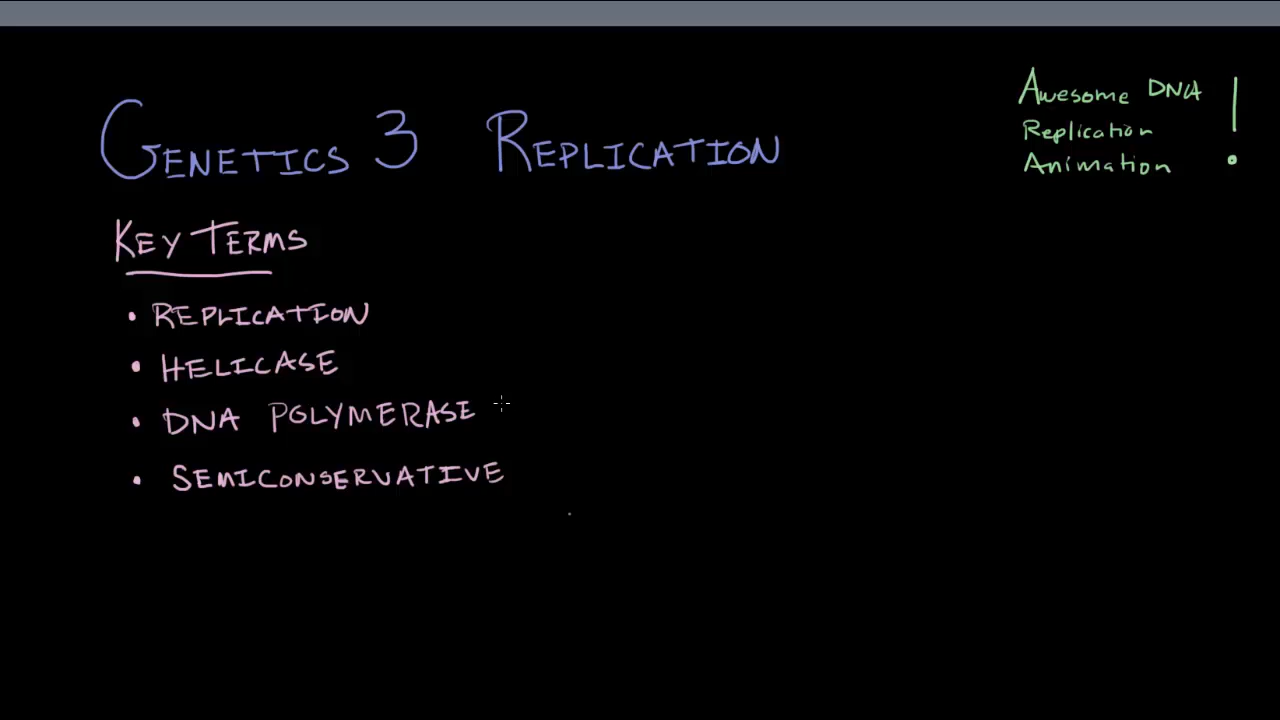 GENETICS 3 REPLICATION
Awesome DNA
Replication
Animation !
KEY TERMS
• REPLICATION
• HELICASE
• DNA POLYMERASE
• SEMICONSERVATIVE